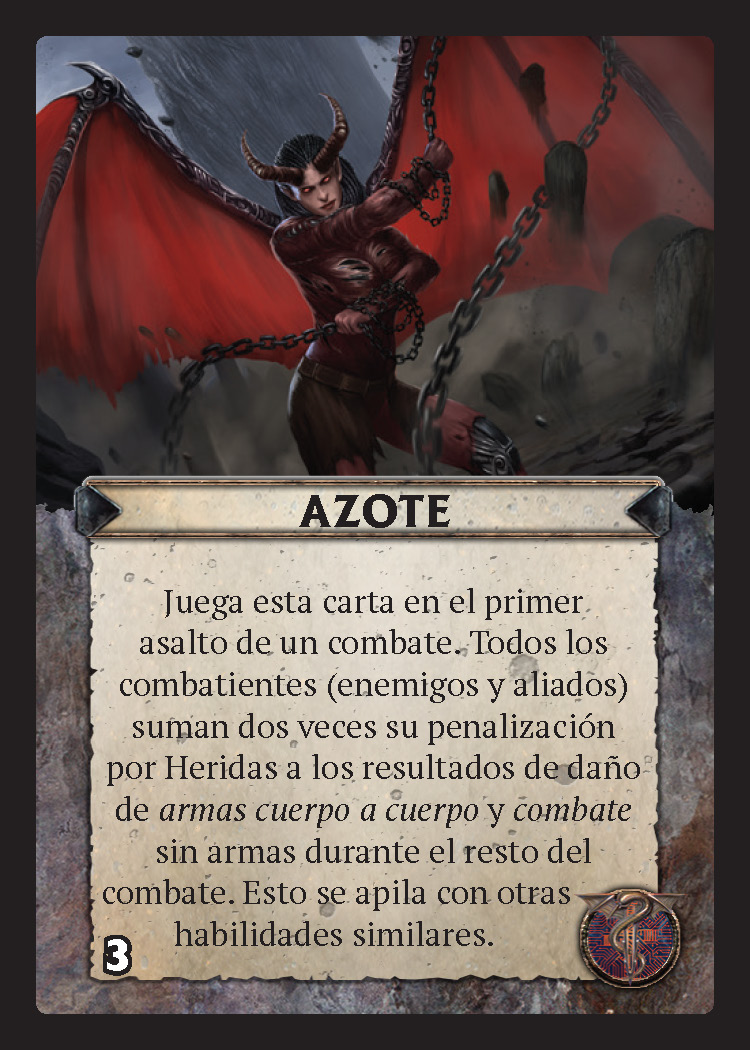 AZOTE
Juega esta carta en el primer
asalto de un combate. Todos los
combatientes (enemigos y aliados)
suman dos veces su penalización
por Heridas a los resultados de daño
de armas cuerpo a cuerpo y combate
sin armas durante el resto del
combate. Esto se apila con otras
habilidades similares.
3